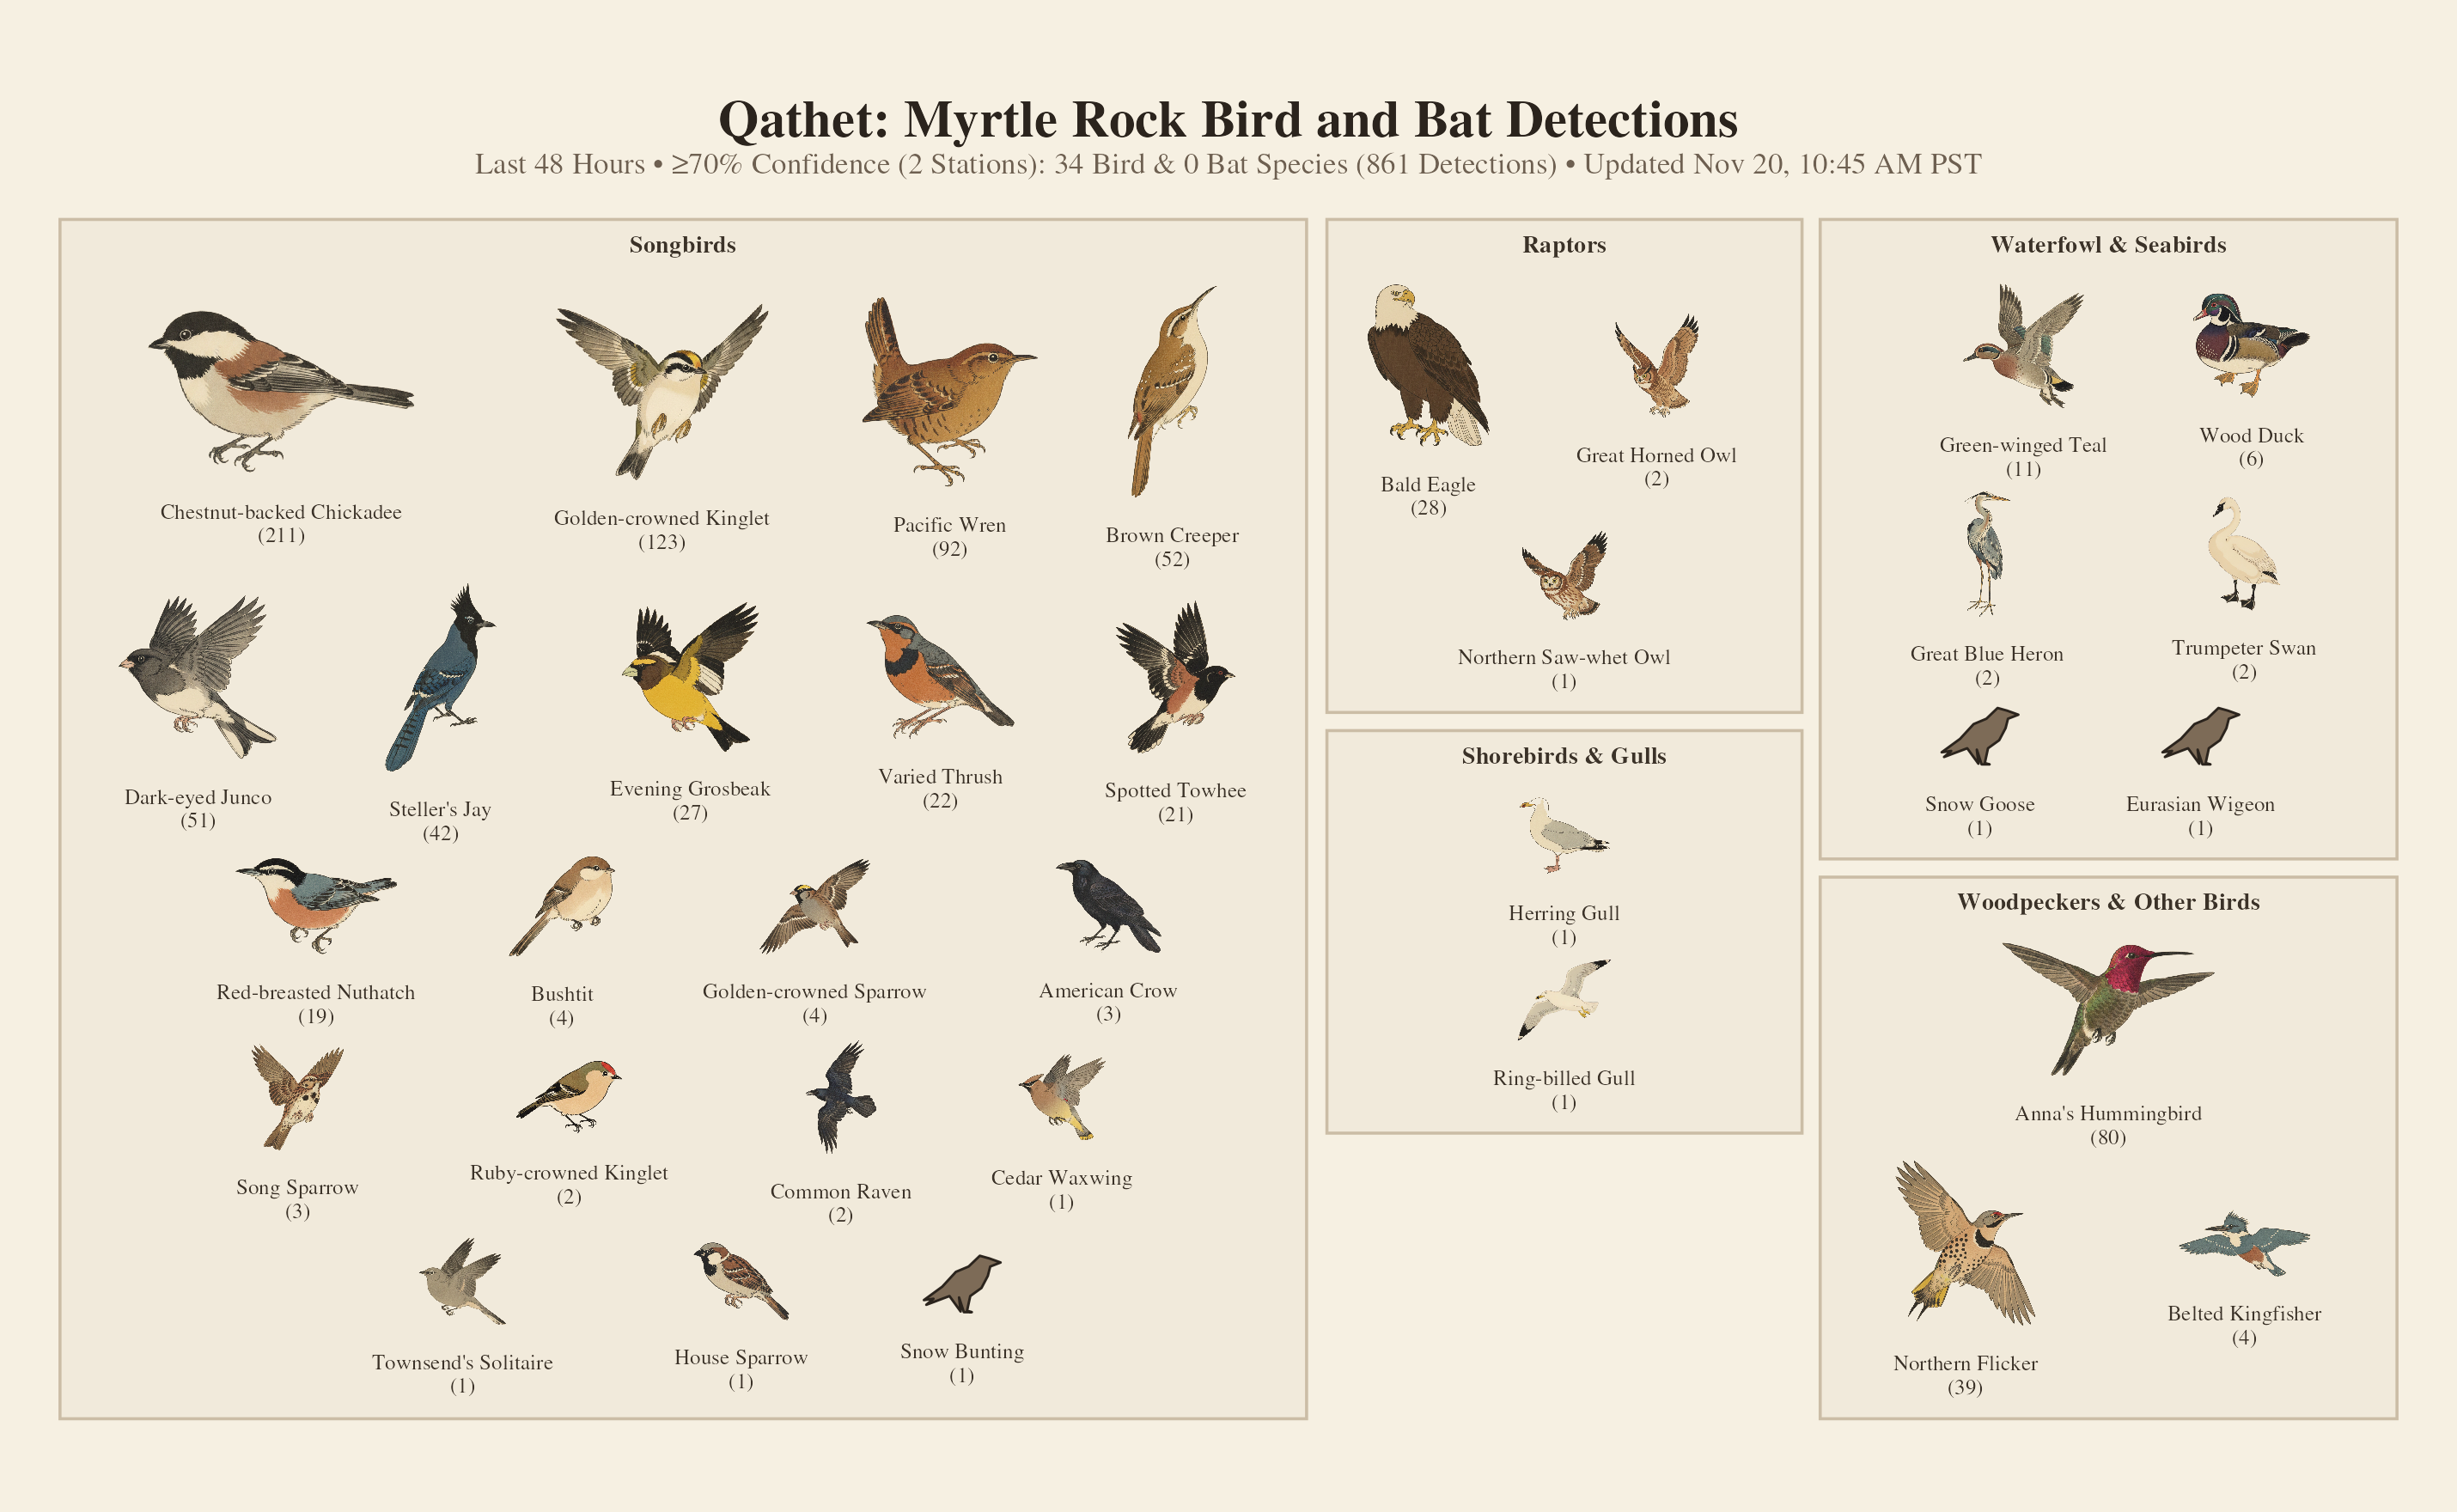 Qathet: Myrtle Rock Bird and Bat Detections
Last 48 Hours • ≥70% Confidence (2 Stations): 34 Bird & 0 Bat Species (861 Detections) • Updated Nov 20, 10:45 AM PST
Songbirds
Chestnut-backed Chickadee
(211)
Golden-crowned Kinglet
(123)
Pacific Wren
(92)
Brown Creeper
(52)
Dark-eyed Junco
(51)
Steller's Jay
(42)
Evening Grosbeak
(27)
Varied Thrush
(22)
Spotted Towhee
(21)
Red-breasted Nuthatch
(19)
Bushtit
(4)
Golden-crowned Sparrow
(4)
American Crow
(3)
Song Sparrow
(3)
Ruby-crowned Kinglet
(2)
Common Raven
(2)
Cedar Waxwing
(1)
Townsend's Solitaire
(1)
House Sparrow
(1)
Snow Bunting
(1)
Raptors
Bald Eagle
(28)
Great Horned Owl
(2)
Northern Saw-whet Owl
(1)
Shorebirds & Gulls
Herring Gull
(1)
Ring-billed Gull
(1)
Waterfowl & Seabirds
Green-winged Teal
(11)
Wood Duck
(6)
Great Blue Heron
(2)
Trumpeter Swan
(2)
Snow Goose
(1)
Eurasian Wigeon
(1)
Woodpeckers & Other Birds
Anna's Hummingbird
(80)
Northern Flicker
(39)
Belted Kingfisher
(4)